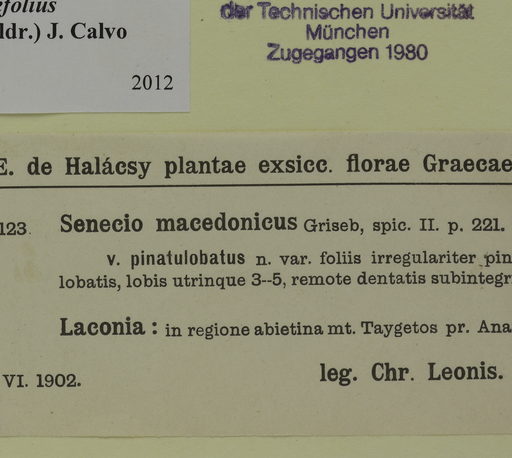 folius
ldr.) J. Calvo
2012
der Technischen Universität
München
Zugegangen 1980
E. de Halácsy plantae exsicc. florae Graecae
123. Senecio macedonicus Griseb, spic. II. p. 221.
v. pinatulobatus n. var. foliis irregulariter pin
lobatis, lobis utrinque 3--5, remote dentatis subintegr
Laconia : in regione abietina mt. Taygetos pr. Ana
VI. 1902. leg. Chr. Leonis.